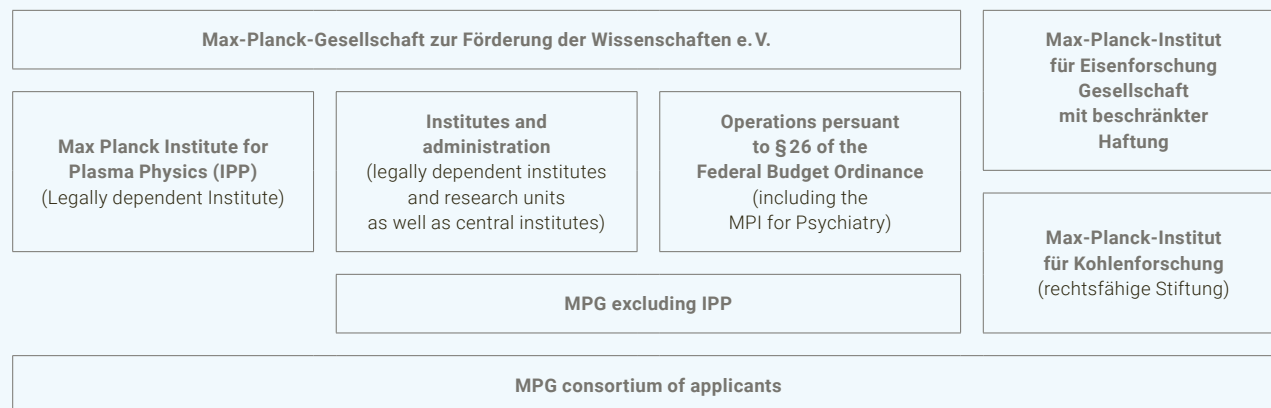 Max-Planck-Gesellschaft zur Förderung der Wissenschaften e. V.
Max-Planck-Institut
für Eisenforschung
Gesellschaft
mit beschränkter
Haftung
Max Planck Institute for
Plasma Physics (IPP)
(Legally dependent Institute)
Institutes and
administration
(legally dependent institutes
and research units
as well as central institutes)
Operations persuant
to § 26 of the
Federal Budget Ordinance
(including the
MPI for Psychiatry)
Max-Planck-Institut
für Kohlenforschung
(rechtsfähige Stiftung)
MPG excluding IPP
MPG consortium of applicants